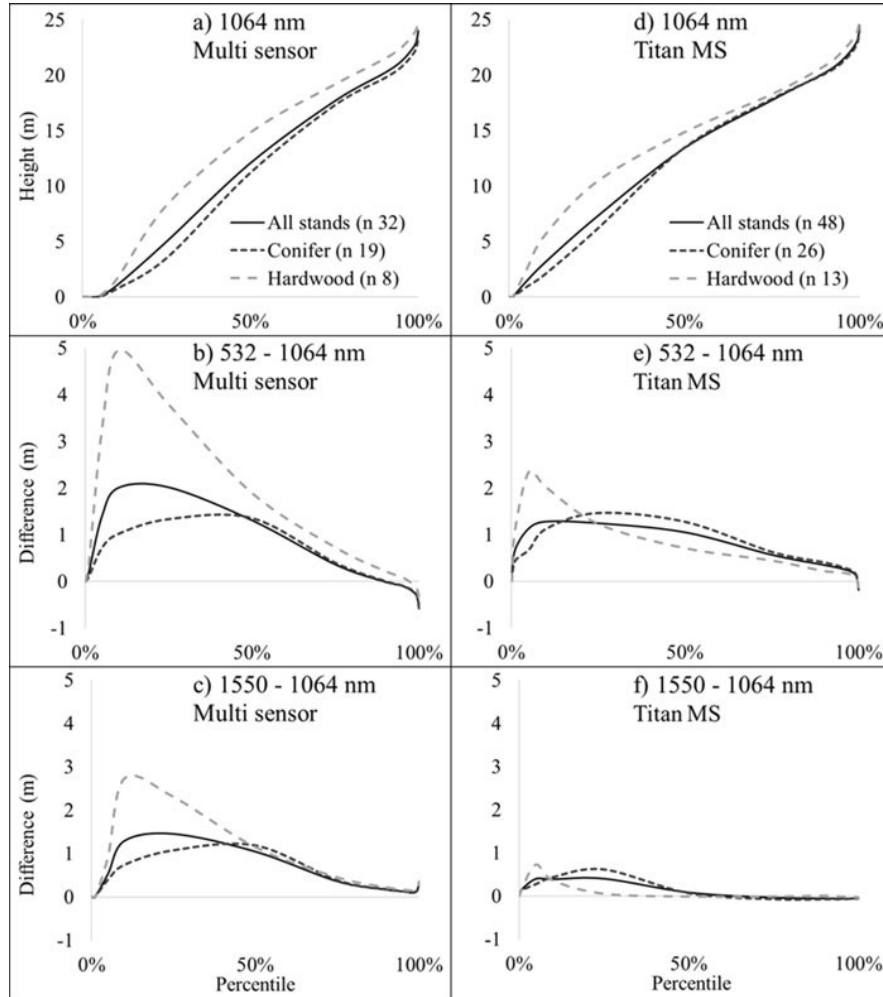 a) 1064 nm
Multi sensor
25
20
15
10
5
0
Height (m)
All stands (n 32)
Conifer (n 19)
Hardwood (n 8)
0%
50%
100%
d) 1064 nm
Titan MS
25
20
15
10
5
0
All stands (n 48)
Conifer (n 26)
Hardwood (n 13)
0%
50%
100%
b) 532 - 1064 nm
Multi sensor
5
4
3
2
1
0
-1
Difference (m)
0%
50%
100%
e) 532 - 1064 nm
Titan MS
5
4
3
2
1
0
-1
0%
50%
100%
c) 1550 - 1064 nm
Multi sensor
5
4
3
2
1
0
-1
Difference (m)
0%
50%
100%
Percentile
f) 1550 - 1064 nm
Titan MS
5
4
3
2
1
0
-1
0%
50%
100%
Percentile